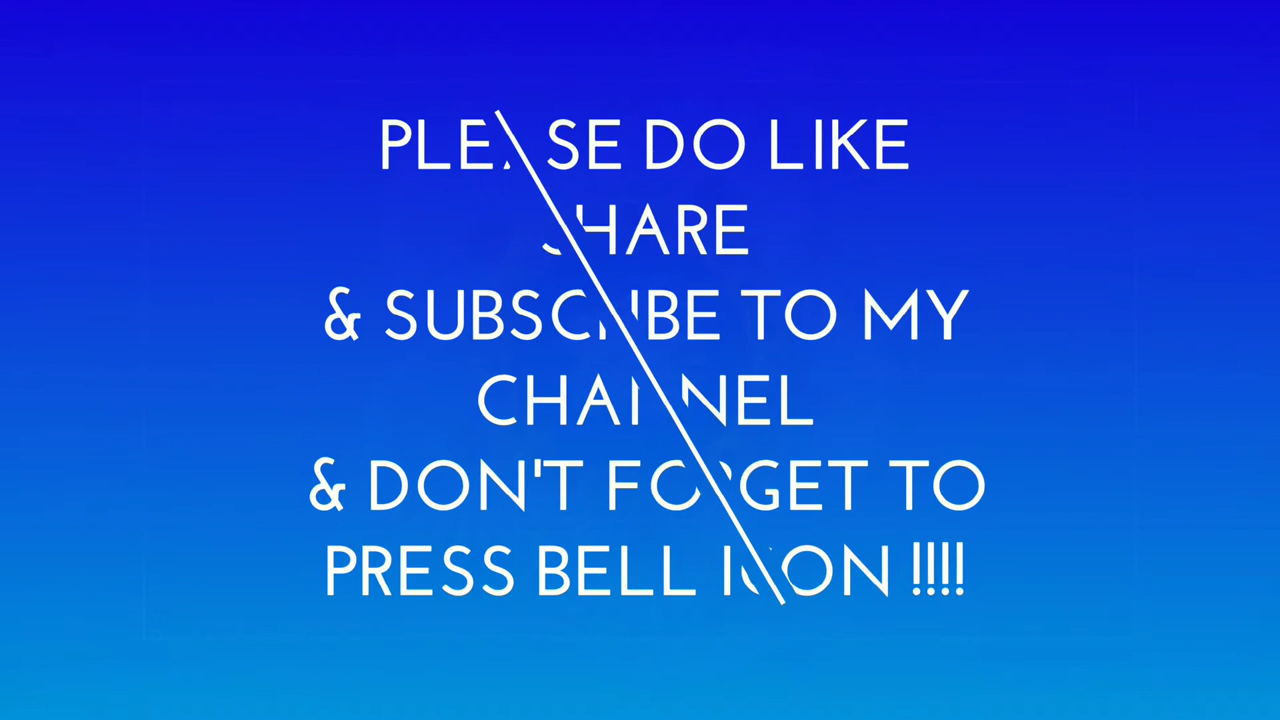 PLEASE DO LIKE
SHARE
& SUBSCRIBE TO MY
CHANNEL
& DON'T FORGET TO
PRESS BELL ICON !!!!